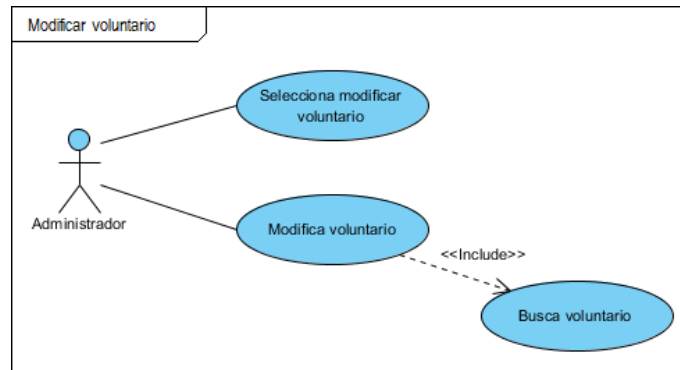 Modificar voluntario
Selecciona modificar
voluntario
Administrador
Modifica voluntario
<<Include>>
Busca voluntario